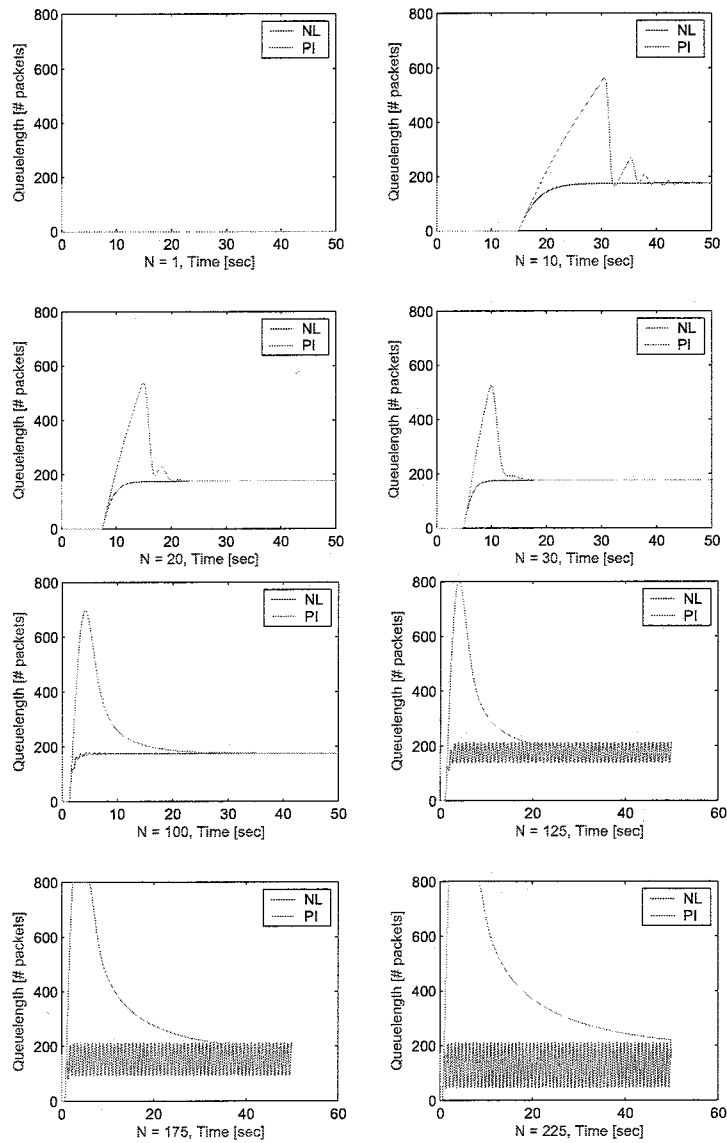 NL
PI
Queuelength [# packets]
800
600
400
200
0
0 10 20 30 40 50
N = 1, Time [sec]
NL
PI
Queuelength [# packets]
800
600
400
200
0
0 10 20 30 40 50
N = 10, Time [sec]
NL
PI
Queuelength [# packets]
800
600
400
200
0
0 10 20 30 40 50
N = 20, Time [sec]
NL
PI
Queuelength [# packets]
800
600
400
200
0
0 10 20 30 40 50
N = 30, Time [sec]
NL
PI
Queuelength [# packets]
800
600
400
200
0
0 10 20 30 40 50
N = 100, Time [sec]
NL
PI
Queuelength [# packets]
800
600
400
200
0
0 20 40 60
N = 125, Time [sec]
NL
PI
Queuelength [# packets]
800
600
400
200
0
0 20 40 60
N = 175, Time [sec]
NL
PI
Queuelength [# packets]
800
600
400
200
0
0 20 40 60
N = 225, Time [sec]